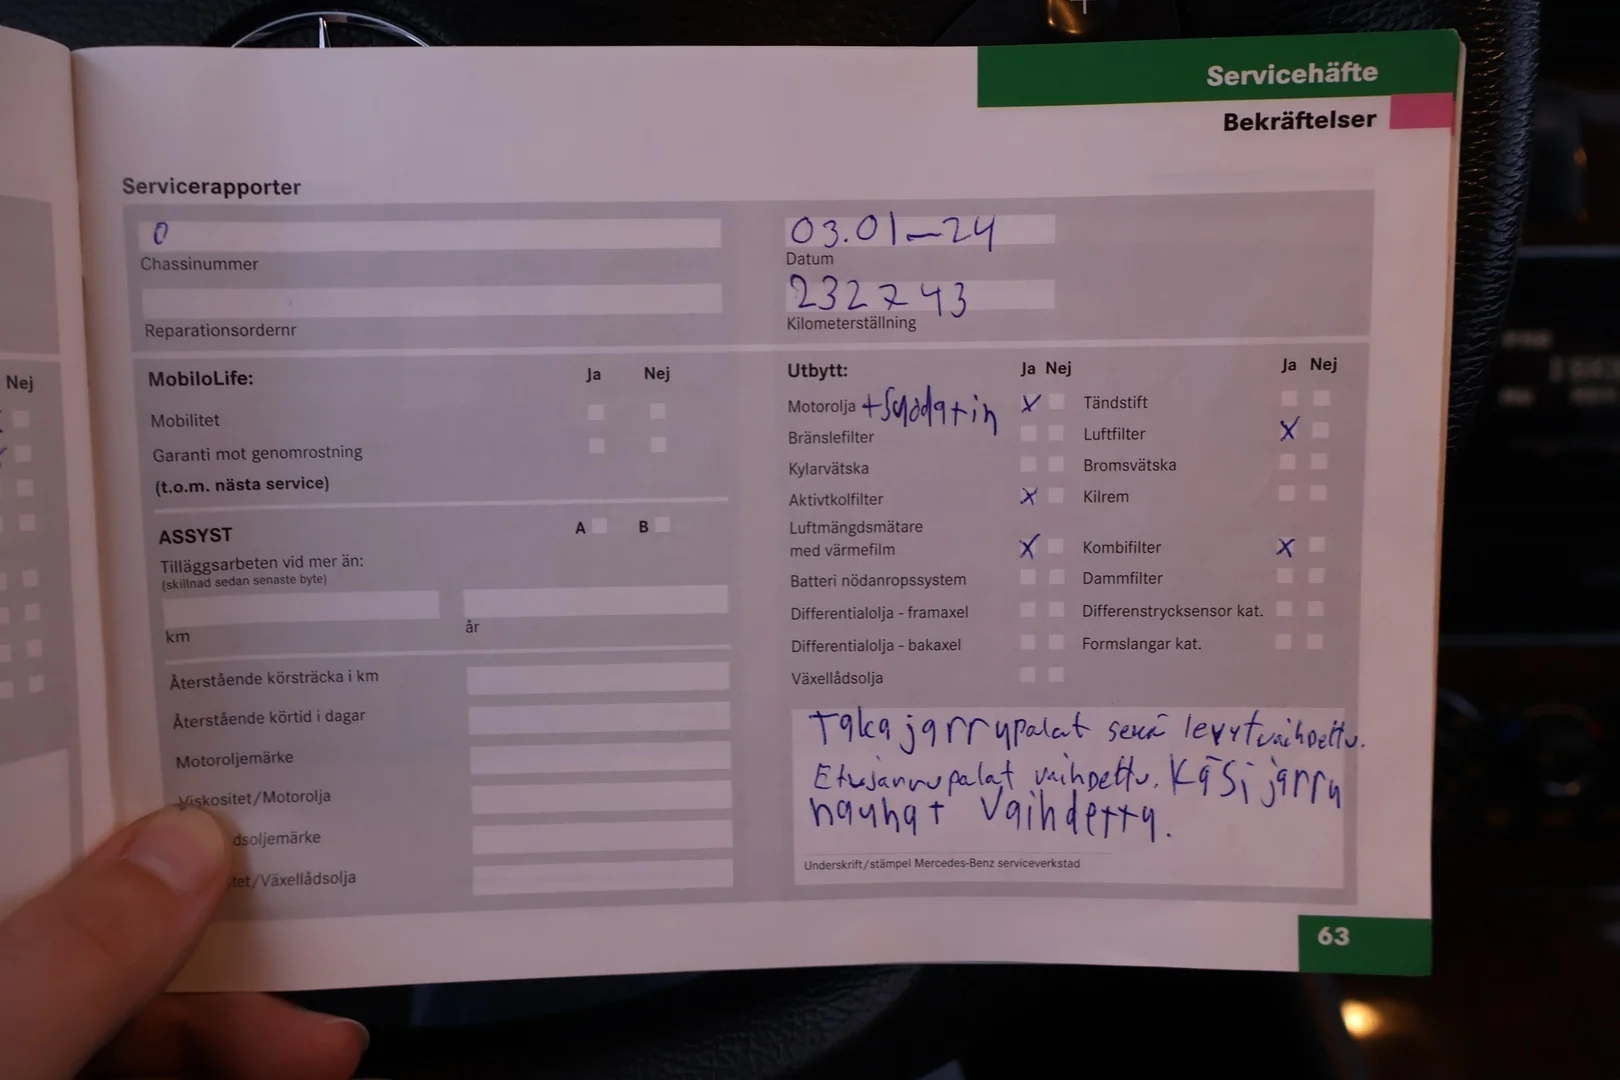 Servicehäfte
Bekräftelser
Servicerapporter
0
Chassinummer
Reparationsordernr
03.01-24
Datum
232743
Kilometerställning
Nej
MobiloLife: Ja Nej
Mobilitet
Garanti mot genomrostning
(t.o.m. nästa service)
ASSYST A B
Tilläggsarbeten vid mer än:
(skillnad sedan senaste byte)
km år
Återstående körsträcka i km
Återstående körtid i dagar
Motoroljemärke
Viskositet/Motorolja
dsoljemärke
tet/Växellådsolja
Utbytt: Ja Nej Ja Nej
Motorolja + X Tändstift
Bränslefilter Luftfilter X
Kylarvätska Bromsvätska
Aktivtkolfilter X Kilrem
Luftmängdsmätare
med värmefilm X Kombifilter X
Batteri nödanropssystem Dammfilter
Differentialolja - framaxel Differenstrycksensor kat.
Differentialolja - bakaxel Formslangar kat.
Växellådsolja
Taka jarrupalat sekä levyt vaihdettu.
Etujarrupalat vaihdettu. Käsijarru
nauhat vaihdettu.
Underskrift/stämpel Mercedes-Benz serviceverkstad
63